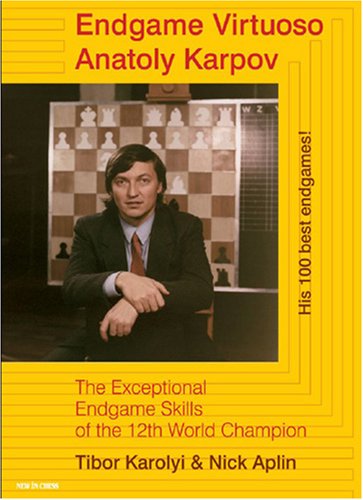 Endgame Virtuoso
Anatoly Karpov
His 100 best endgames!
The Exceptional
Endgame Skills
of the 12th World Champion
Tibor Karolyi & Nick Aplin
NEW IN CHESS